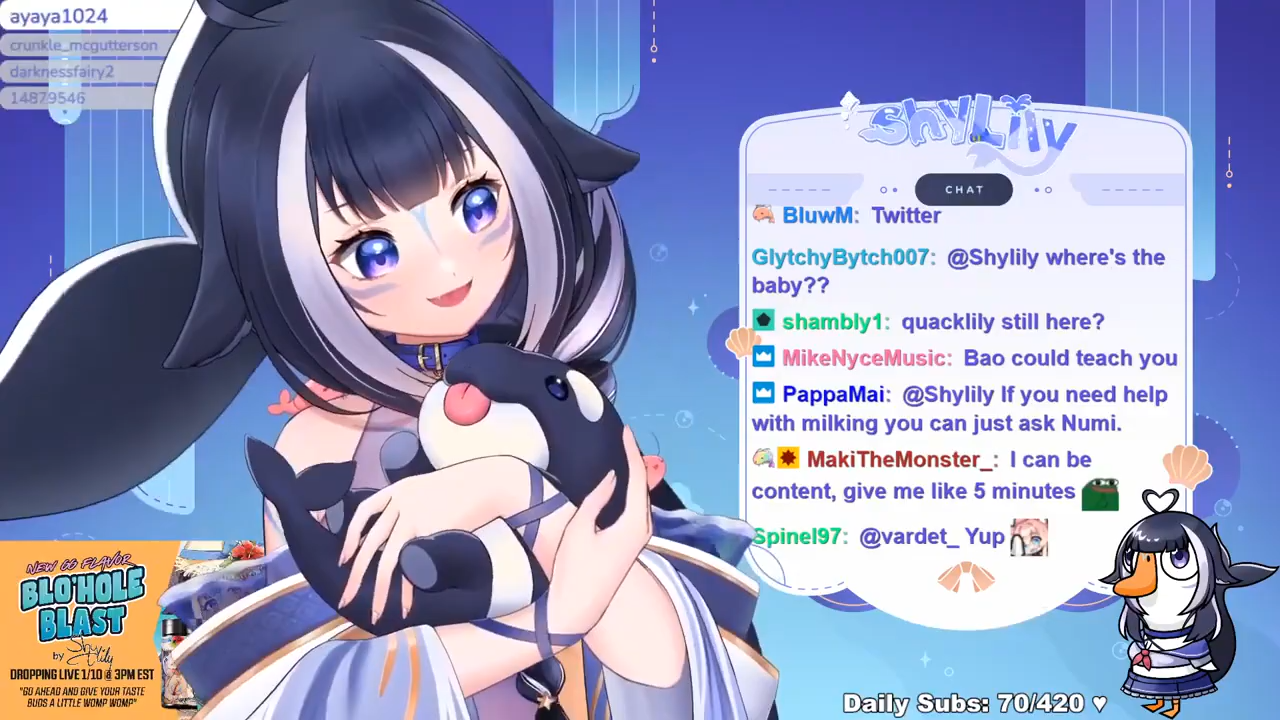 ayaya1024
crunkle_mcgutterson
darknessfairy2
14879546
shyLily
CHAT
BluwM: Twitter
GlytchyBytch007: @Shylily where's the
baby??
shambly1: quacklily still here?
MikeNyceMusic: Bao could teach you
PappaMai: @Shylily If you need help
with milking you can just ask Numi.
MakiTheMonster_: I can be
content, give me like 5 minutes
Spinel97: @vardet_ Yup
NEW GG FLAVOR
BLO'HOLE
BLAST
by Shylily
DROPPING LIVE 1/10 @ 3PM EST
"GO AHEAD AND GIVE YOUR TASTE
BUDS A LITTLE WOMP WOMP"
Daily Subs: 70/420 ♥